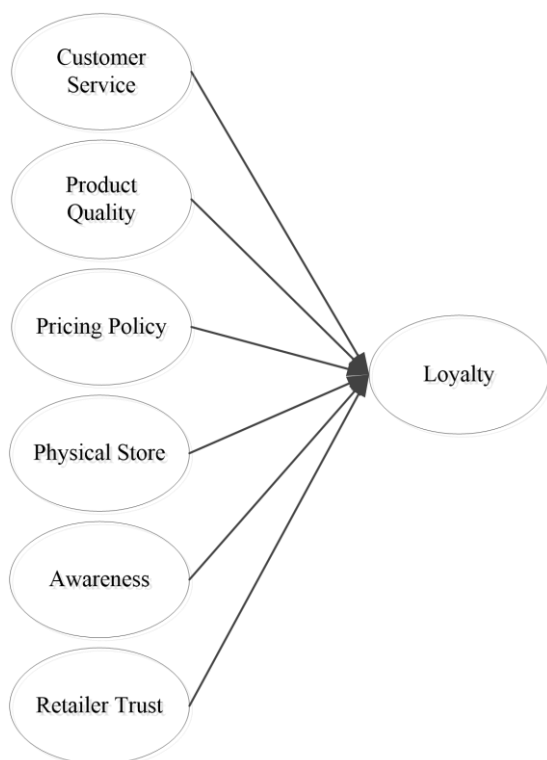 Customer
Service
Product
Quality
Pricing Policy
Loyalty
Physical Store
Awareness
Retailer Trust